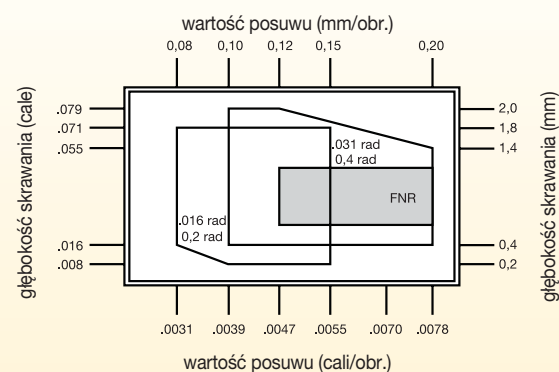 wartość posuwu (mm/obr.)
0,08 0,10 0,12 0,15 0,20
głębokość skrawania (cale)
.079
.071
.055
.016
.008
.031 rad
0,4 rad
FNR
.016 rad
0,2 rad
2,0
1,8
1,4
0,4
0,2
głębokość skrawania (mm)
.0031 .0039 .0047 .0055 .0070 .0078
wartość posuwu (cali/obr.)